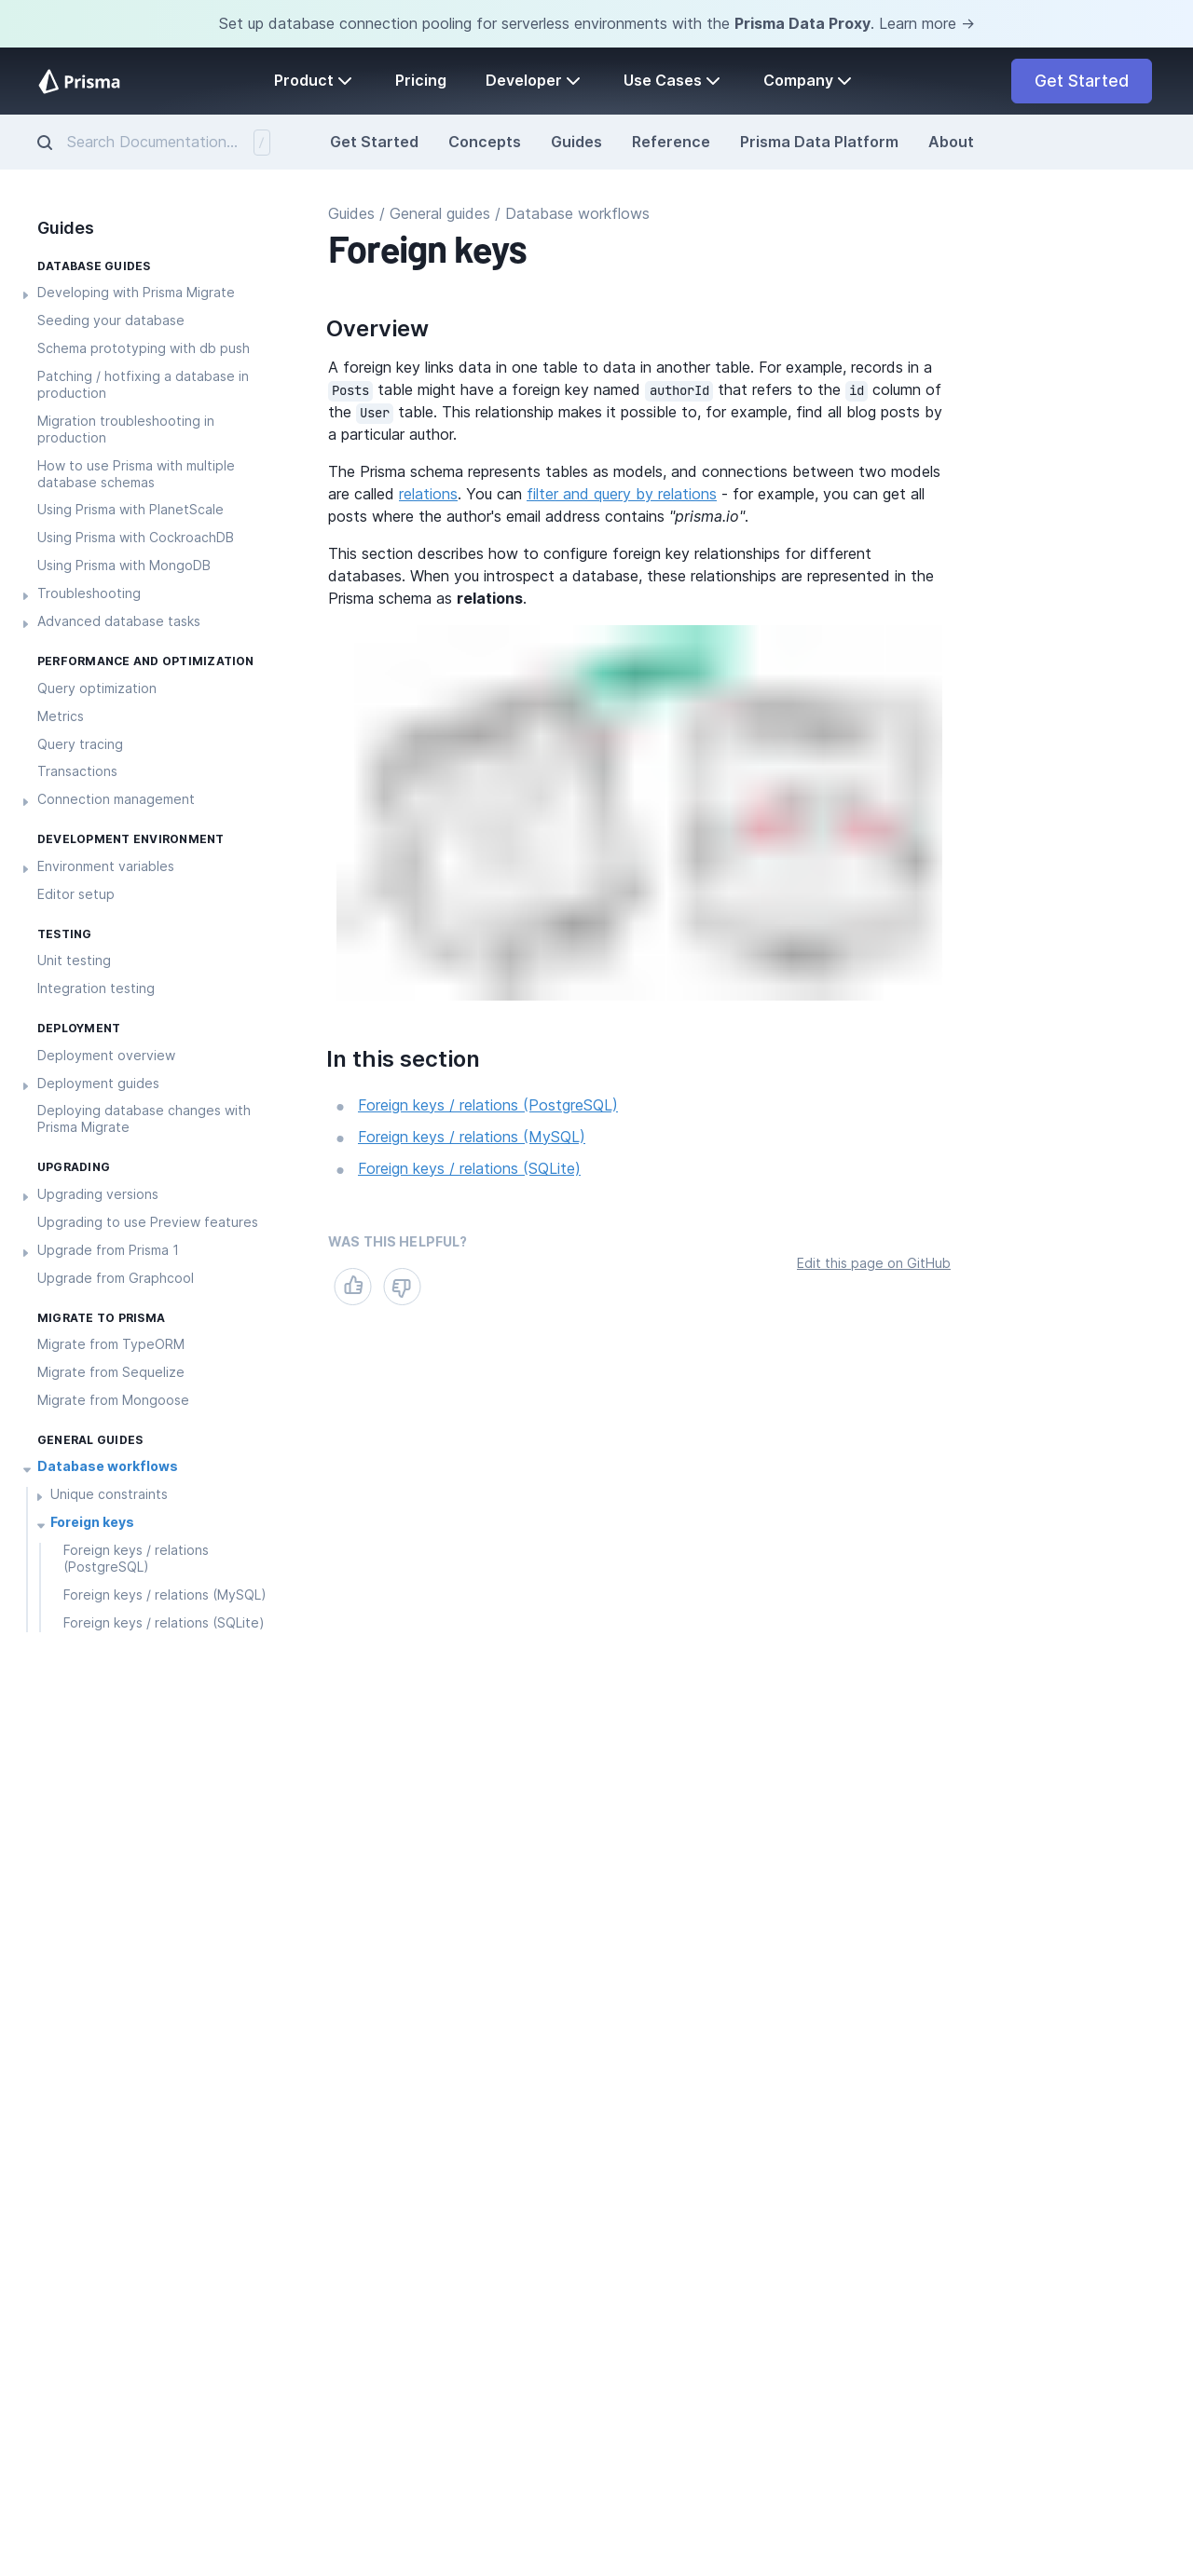 Set up database connection pooling for serverless environments with the Prisma Data Proxy. Learn more →
Prisma
Product
Pricing
Developer
Use Cases
Company
Get Started
Search Documentation...
/
Get Started
Concepts
Guides
Reference
Prisma Data Platform
About
Guides
DATABASE GUIDES
Developing with Prisma Migrate
Seeding your database
Schema prototyping with db push
Patching / hotfixing a database in
production
Migration troubleshooting in
production
How to use Prisma with multiple
database schemas
Using Prisma with PlanetScale
Using Prisma with CockroachDB
Using Prisma with MongoDB
Troubleshooting
Advanced database tasks
PERFORMANCE AND OPTIMIZATION
Query optimization
Metrics
Query tracing
Transactions
Connection management
DEVELOPMENT ENVIRONMENT
Environment variables
Editor setup
TESTING
Unit testing
Integration testing
DEPLOYMENT
Deployment overview
Deployment guides
Deploying database changes with
Prisma Migrate
UPGRADING
Upgrading versions
Upgrading to use Preview features
Upgrade from Prisma 1
Upgrade from Graphcool
MIGRATE TO PRISMA
Migrate from TypeORM
Migrate from Sequelize
Migrate from Mongoose
GENERAL GUIDES
Database workflows
Unique constraints
Foreign keys
Foreign keys / relations
(PostgreSQL)
Foreign keys / relations (MySQL)
Foreign keys / relations (SQLite)
Guides / General guides / Database workflows
Foreign keys
Overview
A foreign key links data in one table to data in another table. For example, records in a
Posts table might have a foreign key named authorId that refers to the id column of
the User table. This relationship makes it possible to, for example, find all blog posts by
a particular author.
The Prisma schema represents tables as models, and connections between two models
are called relations. You can filter and query by relations - for example, you can get all
posts where the author's email address contains "prisma.io".
This section describes how to configure foreign key relationships for different
databases. When you introspect a database, these relationships are represented in the
Prisma schema as relations.
In this section
Foreign keys / relations (PostgreSQL)
Foreign keys / relations (MySQL)
Foreign keys / relations (SQLite)
WAS THIS HELPFUL?
Edit this page on GitHub